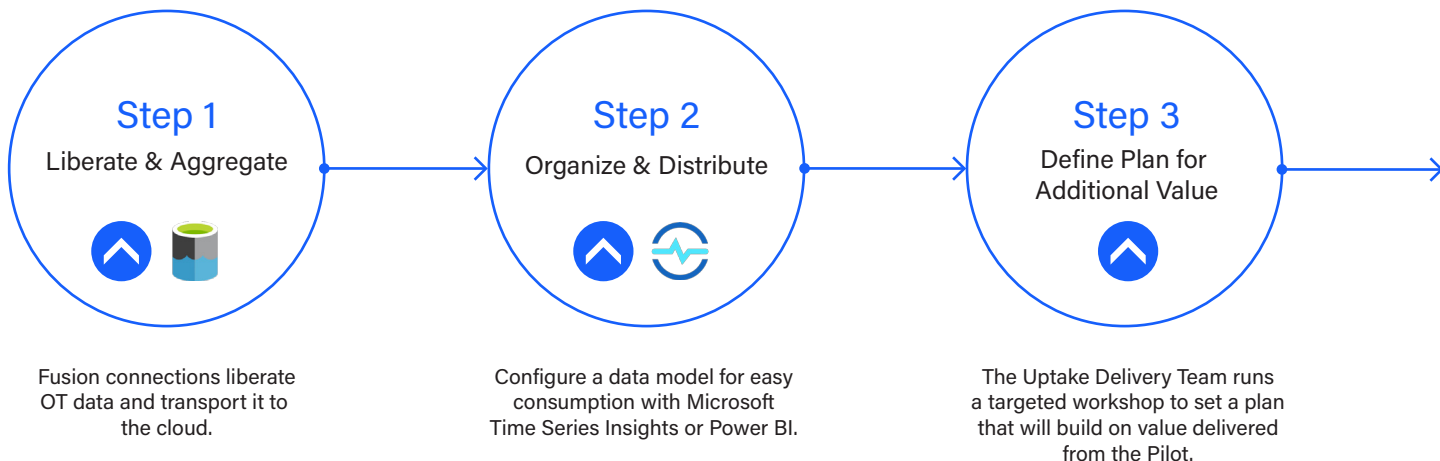 Step 1
Liberate & Aggregate
Fusion connections liberate
OT data and transport it to
the cloud.
Step 2
Organize & Distribute
Configure a data model for easy
consumption with Microsoft
Time Series Insights or Power BI.
Step 3
Define Plan for
Additional Value
The Uptake Delivery Team runs
a targeted workshop to set a plan
that will build on value delivered
from the Pilot.